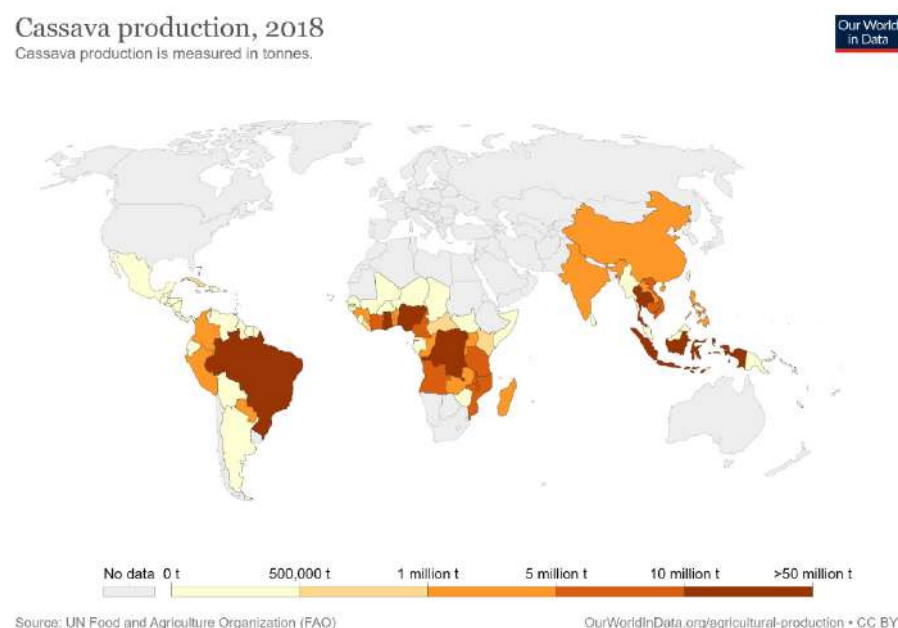 Cassava production, 2018
Cassava production is measured in tonnes.
Our World
in Data
No data
0 t
500,000 t
1 million t
5 million t
10 million t
>50 million t
Source: UN Food and Agriculture Organization (FAO)
OurWorldInData.org/agricultural-production • CC BY